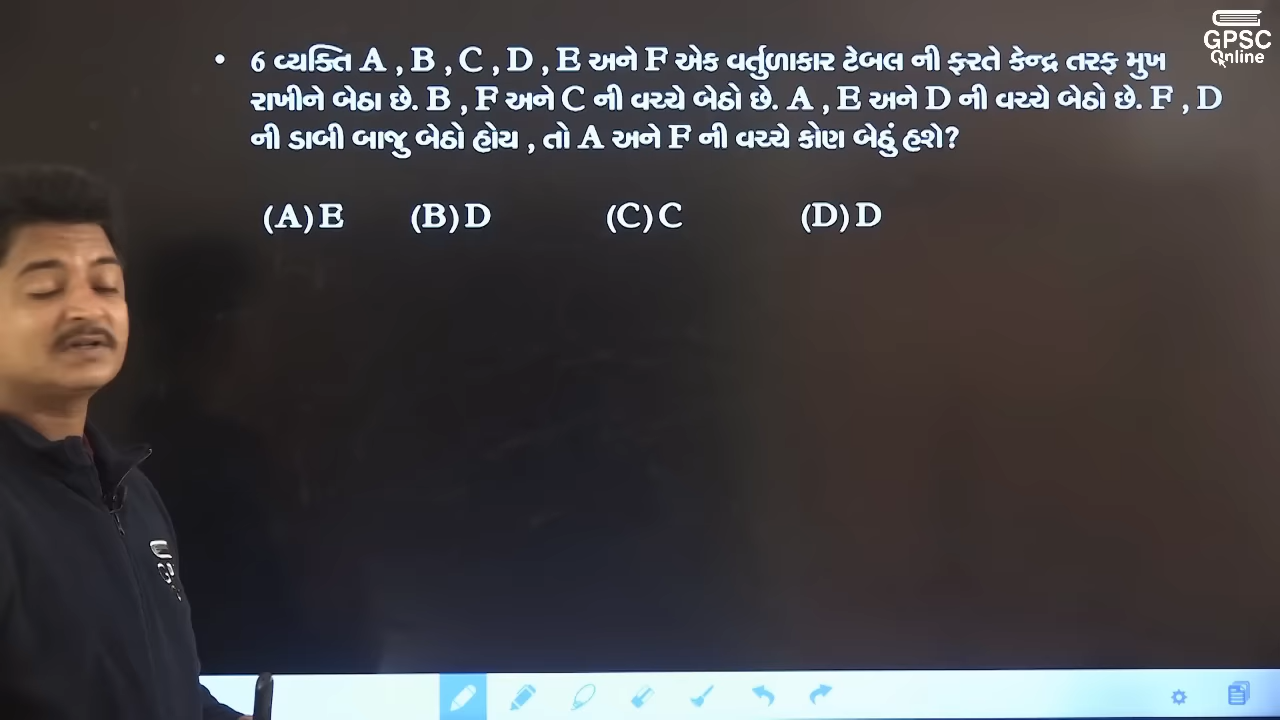 GPSC
Online
• 6 વ્યક્તિ A , B , C , D , E અને F એક વર્તુળાકાર ટેબલ ની ફરતે કેન્દ્ર તરફ મુખ
રાખીને બેઠા છે. B , F અને C ની વચ્ચે બેઠો છે. A , E અને D ની વચ્ચે બેઠો છે. F , D
ની ડાબી બાજુ બેઠો હોય , તો A અને F ની વચ્ચે કોણ બેઠું હશે?
(A) E (B) D (C) C (D) D